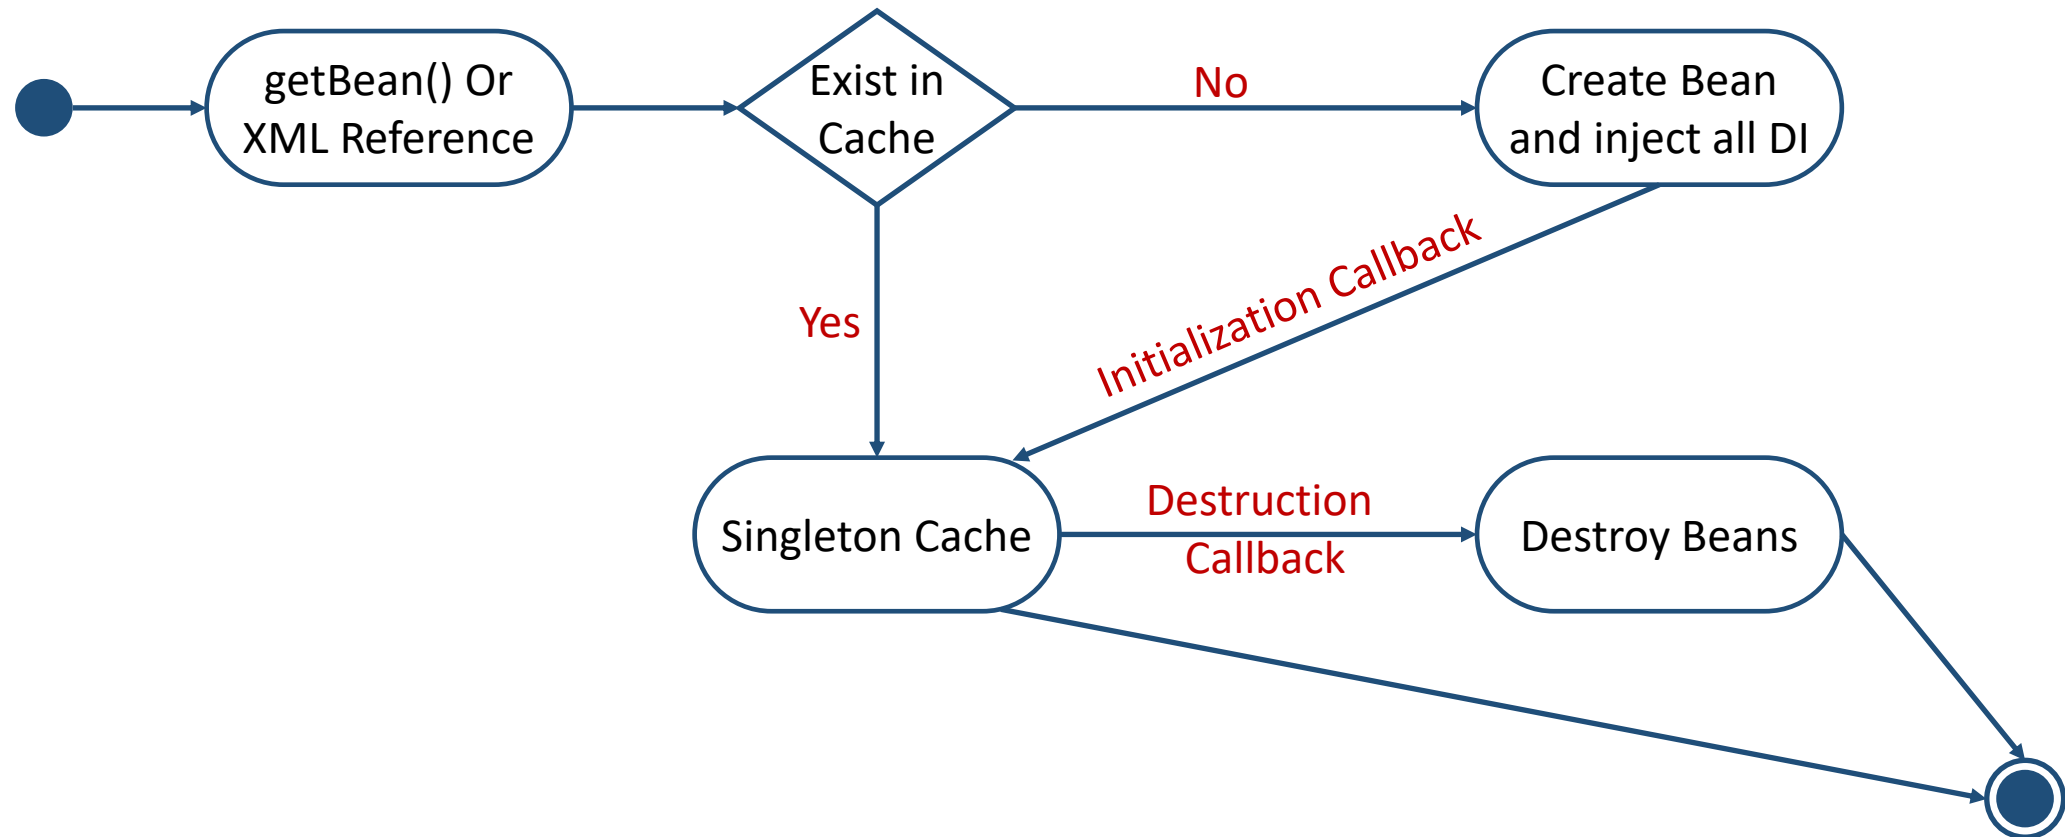 getBean() Or
XML Reference
Exist in
Cache
No
Create Bean
and inject all DI
Yes
Initialization Callback
Singleton Cache
Destruction
Callback
Destroy Beans